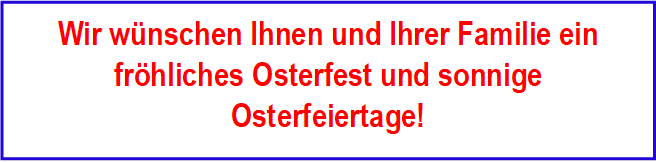 Wir wünschen Ihnen und Ihrer Familie ein
fröhliches Osterfest und sonnige
Osterfeiertage!